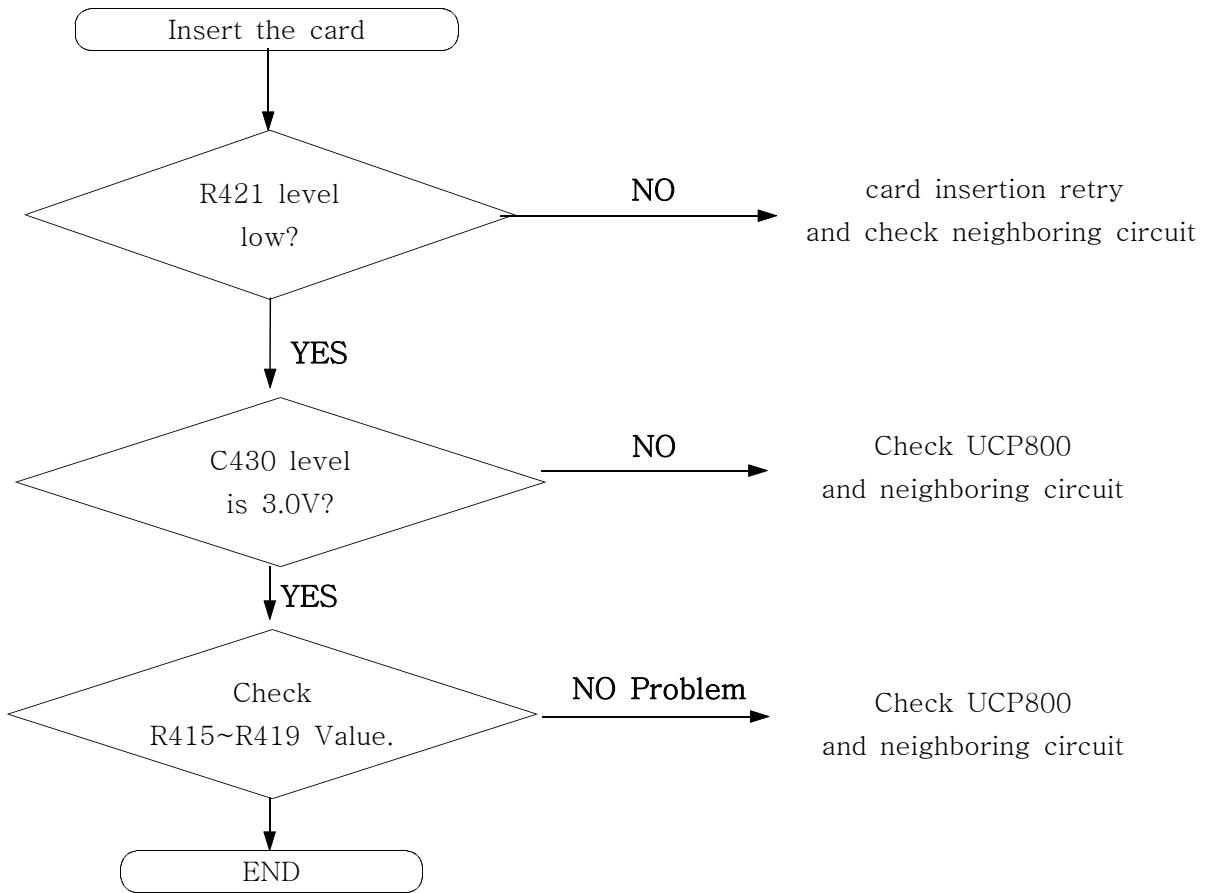 Insert the card
R421 level
low?
NO
card insertion retry
and check neighboring circuit
YES
C430 level
is 3.0V?
NO
Check UCP800
and neighboring circuit
YES
Check
R415~R419 Value.
NO Problem
Check UCP800
and neighboring circuit
END